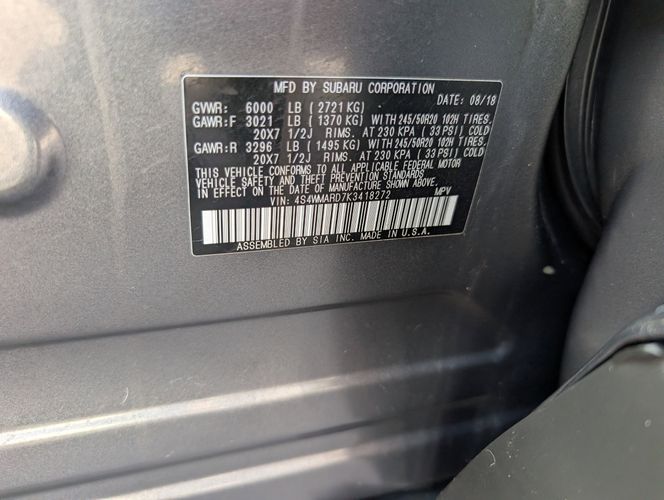 MFD BY SUBARU CORPORATION
GVWR: 6000 LB (2721 KG) DATE: 08/18
GAWR:F 3021 LB (1370 KG) WITH 245/50R20 102H TIRES.
20X7 1/2J RIMS. AT 230 KPA (33 PSI) COLD
GAWR:R 3296 LB (1495 KG) WITH 245/50R20 102H TIRES.
20X7 1/2J RIMS. AT 230 KPA (33 PSI) COLD
THIS VEHICLE CONFORMS TO ALL APPLICABLE FEDERAL MOTOR
VEHICLE SAFETY AND THEFT PREVENTION STANDARDS
IN EFFECT ON DATE OF MANUFACTURE SHOWN ABOVE.
VIN: 4S4WMARD7K3418272 MPV
ASSEMBLED BY SIA INC. MADE IN U.S.A.